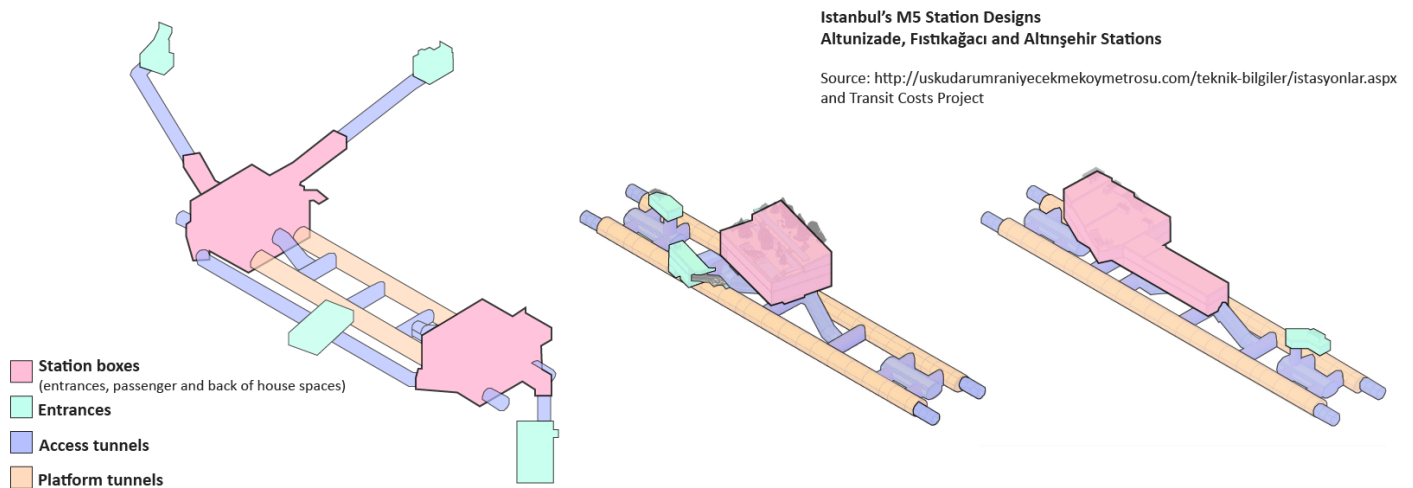 Istanbul's M5 Station Designs
Altunizade, Fıstıkağacı and Altınşehir Stations
Source: http://uskudarumraniyecekmekoymetrosu.com/teknik-bilgiler/istasyonlar.aspx
and Transit Costs Project
Station boxes
(entrances, passenger and back of house spaces)
Entrances
Access tunnels
Platform tunnels